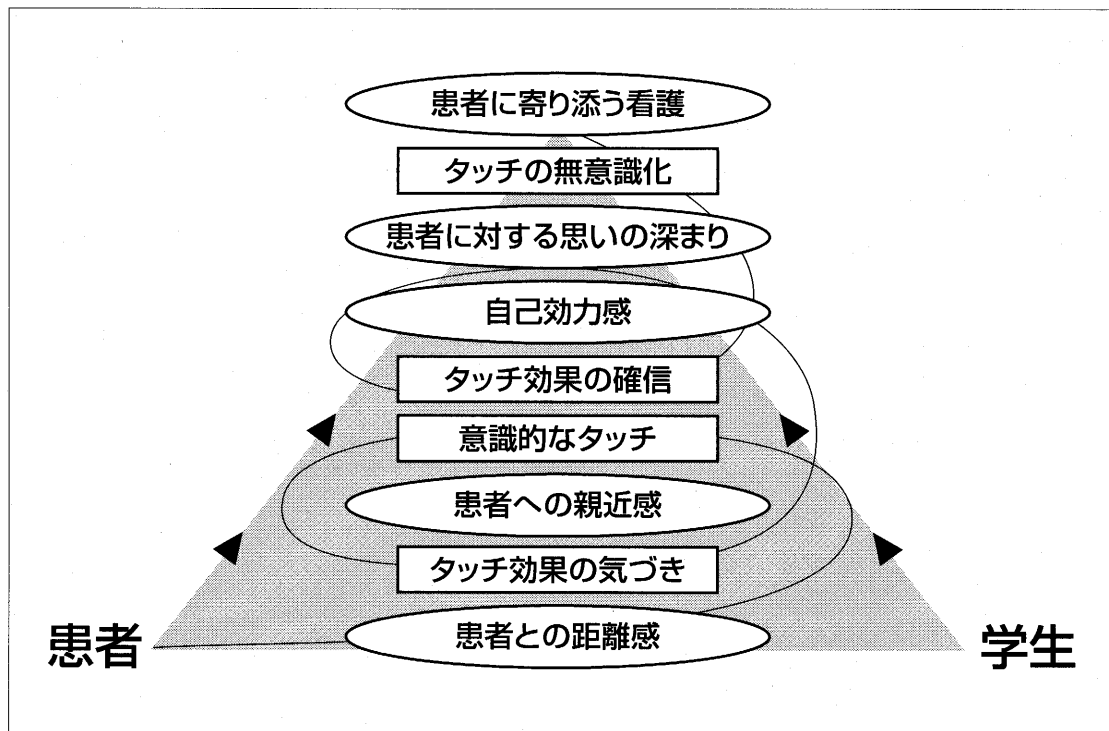 患者に寄り添う看護
タッチの無意識化
患者に対する思いの深まり
自己効力感
タッチ効果の確信
意識的なタッチ
患者への親近感
タッチ効果の気づき
患者との距離感
患者
学生